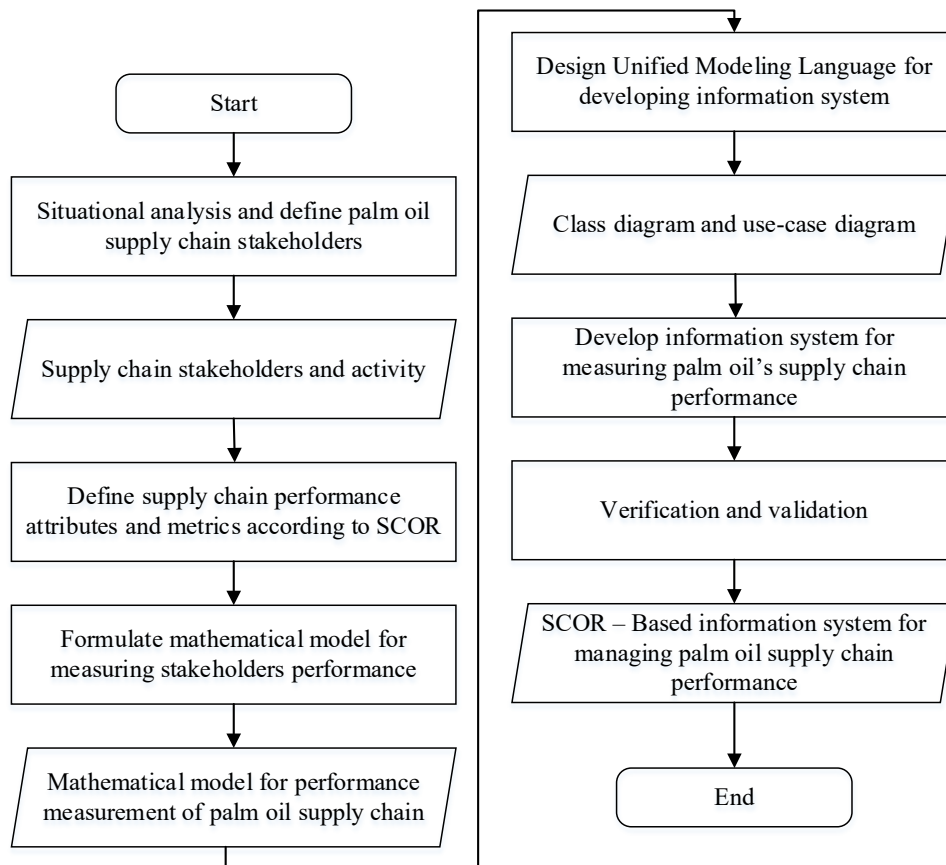 Start
Situational analysis and define palm oil
supply chain stakeholders
Supply chain stakeholders and activity
Define supply chain performance
attributes and metrics according to SCOR
Formulate mathematical model for
measuring stakeholders performance
Mathematical model for performance
measurement of palm oil supply chain
Design Unified Modeling Language for
developing information system
Class diagram and use-case diagram
Develop information system for
measuring palm oil’s supply chain
performance
Verification and validation
SCOR – Based information system for
managing palm oil supply chain
performance
End